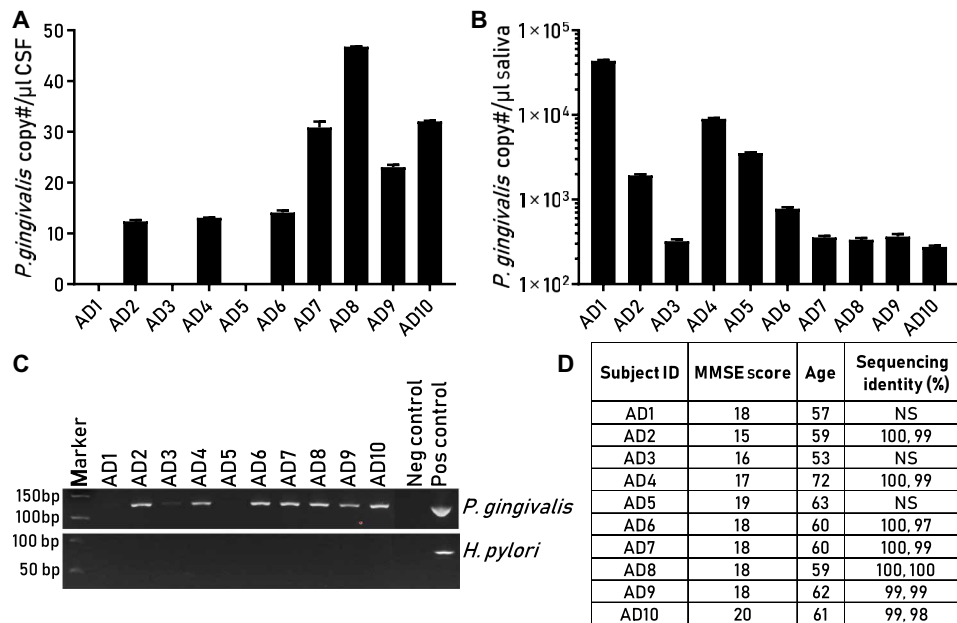 A
P.gingivalis copy#/µl CSF
50
40
30
20
10
0
AD1
AD2
AD3
AD4
AD5
AD6
AD7
AD8
AD9
AD10
B
P. gingivalis copy#/µl saliva
1×10⁵
1×10⁴
1×10³
1×10²
AD1
AD2
AD3
AD4
AD5
AD6
AD7
AD8
AD9
AD10
C
Marker
AD1
AD2
AD3
AD4
AD5
AD6
AD7
AD8
AD9
AD10
Neg control
Pos control
150bp
100bp
P. gingivalis
100 bp
50 bp
H. pylori
D
Subject ID MMSE score Age Sequencing identity (%)
AD1 18 57 NS
AD2 15 59 100, 99
AD3 16 53 NS
AD4 17 72 100, 99
AD5 19 63 NS
AD6 18 60 100, 97
AD7 18 60 100, 99
AD8 18 59 100, 100
AD9 18 62 99, 99
AD10 20 61 99, 98